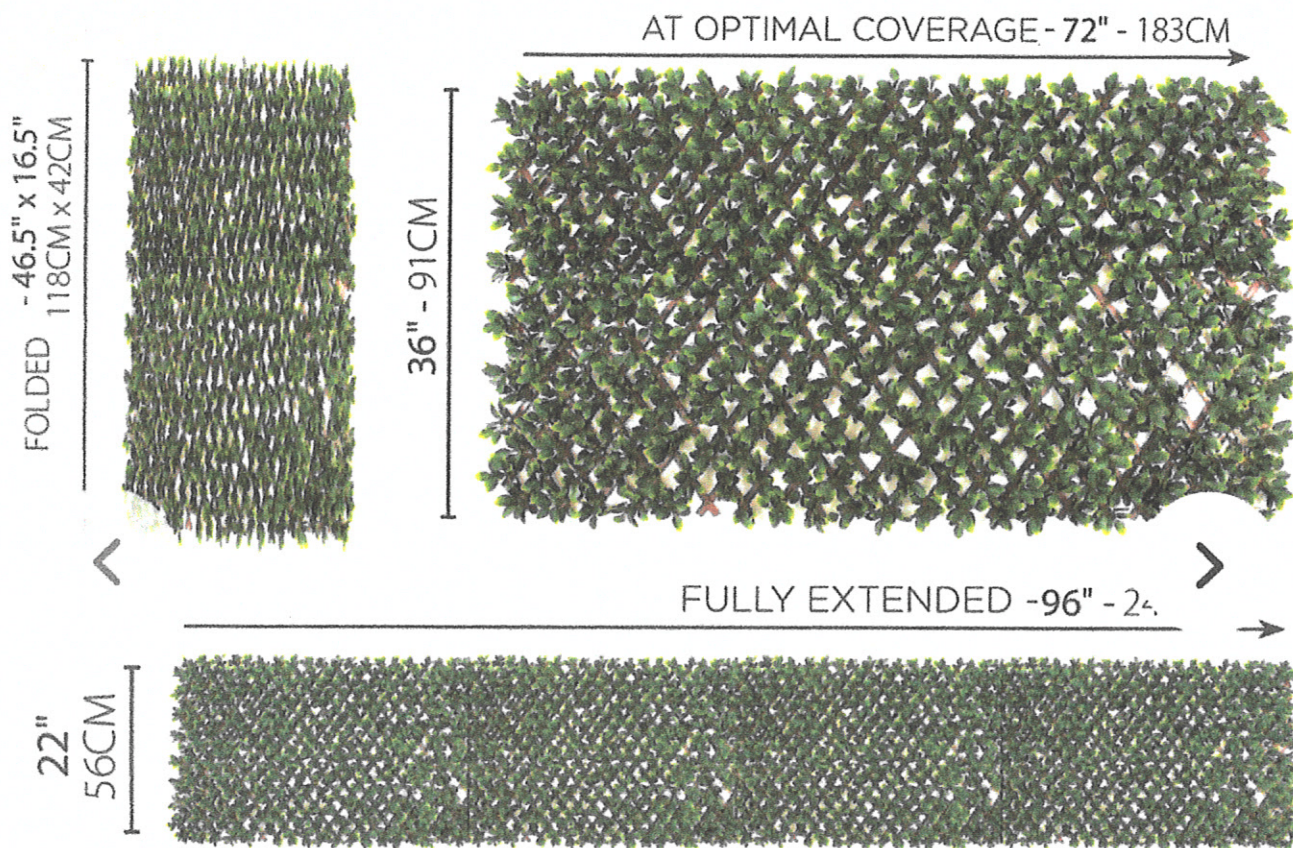 AT OPTIMAL COVERAGE - 72" - 183CM
FOLDED - 46.5" x 16.5"
118CM x 42CM
36" - 91CM
FULLY EXTENDED - 96" -
22"
56CM